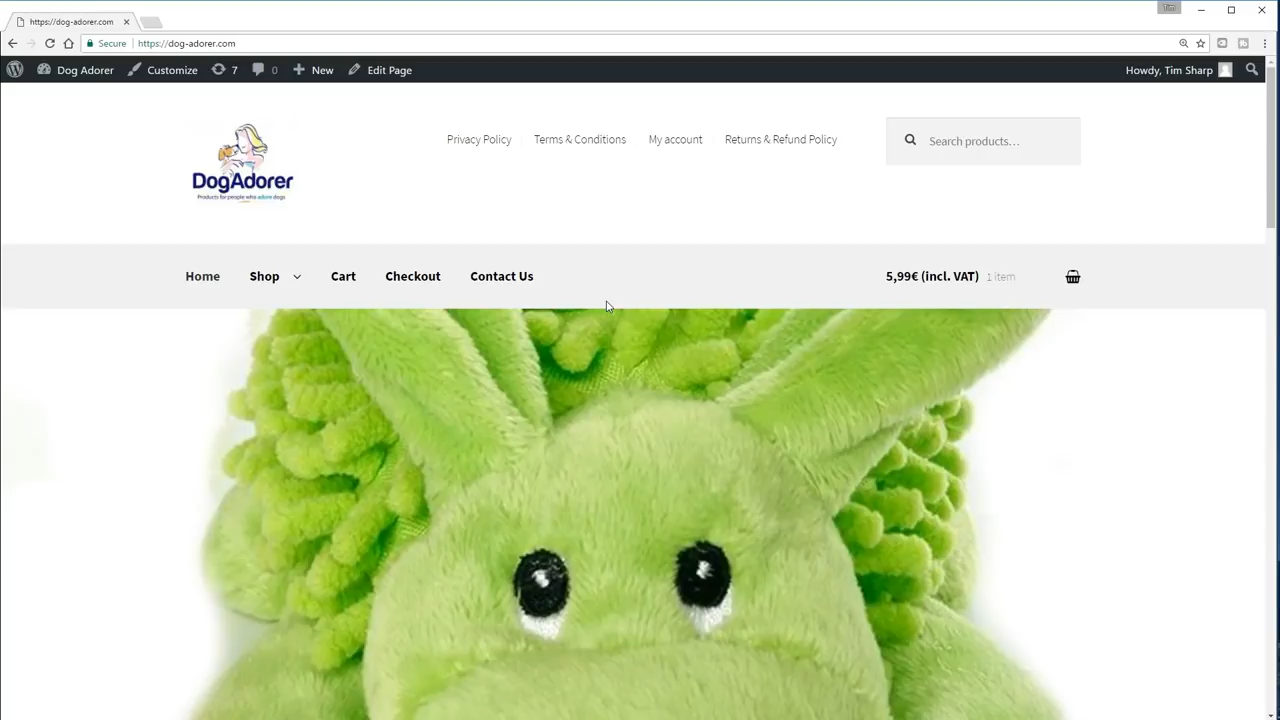 Tim
https://dog-adorer.com
Secure https://dog-adorer.com
Dog Adorer Customize 7 0 New Edit Page Howdy, Tim Sharp
Privacy Policy Terms & Conditions My account Returns & Refund Policy Search products…
DogAdorer
Products for people who adore dogs
Home Shop Cart Checkout Contact Us 5,99€ (incl. VAT) 1 item